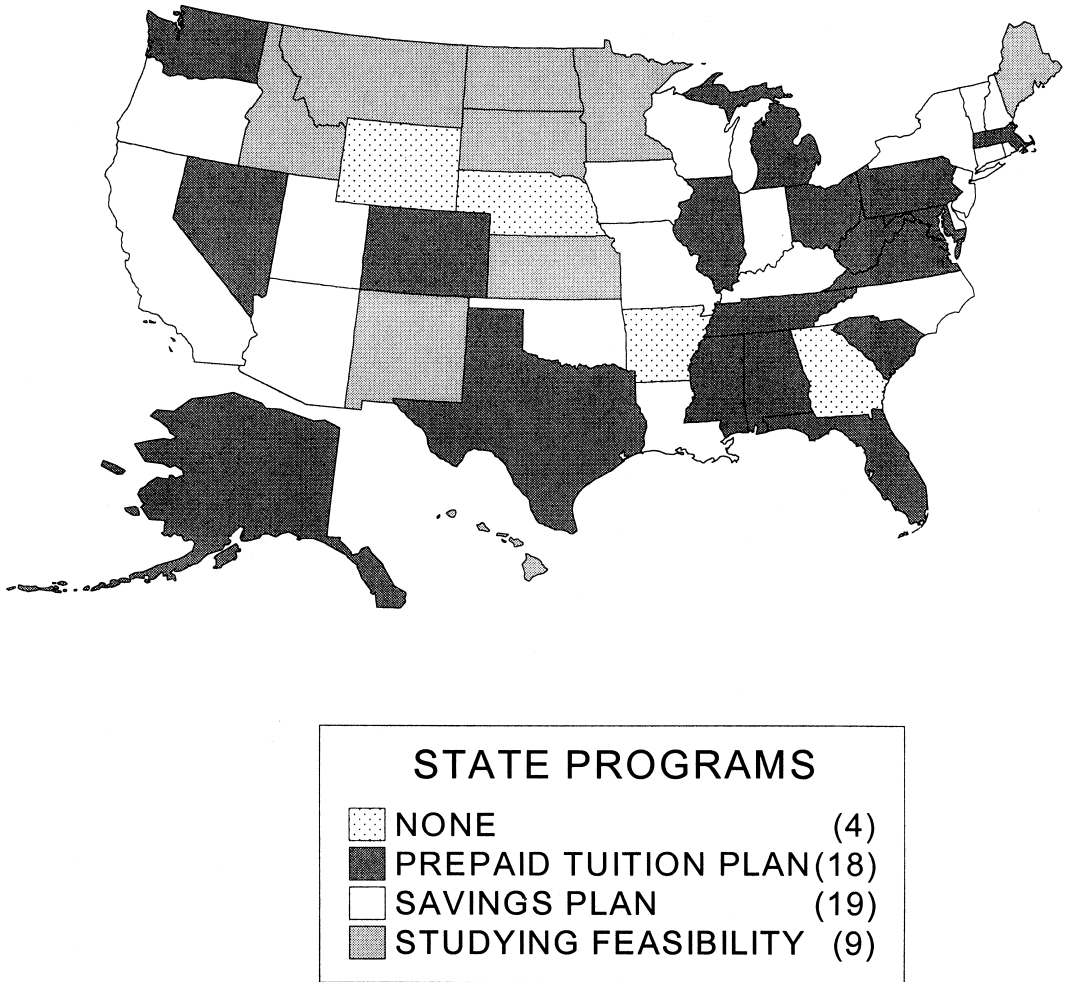 STATE PROGRAMS
NONE (4)
PREPAID TUITION PLAN(18)
SAVINGS PLAN (19)
STUDYING FEASIBILITY (9)